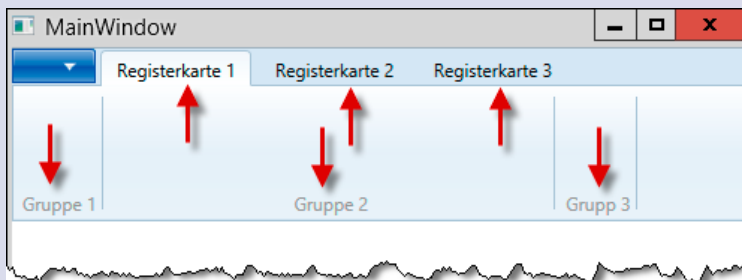 MainWindow
Registerkarte 1 Registerkarte 2 Registerkarte 3
Gruppe 1 Gruppe 2 Grupp 3